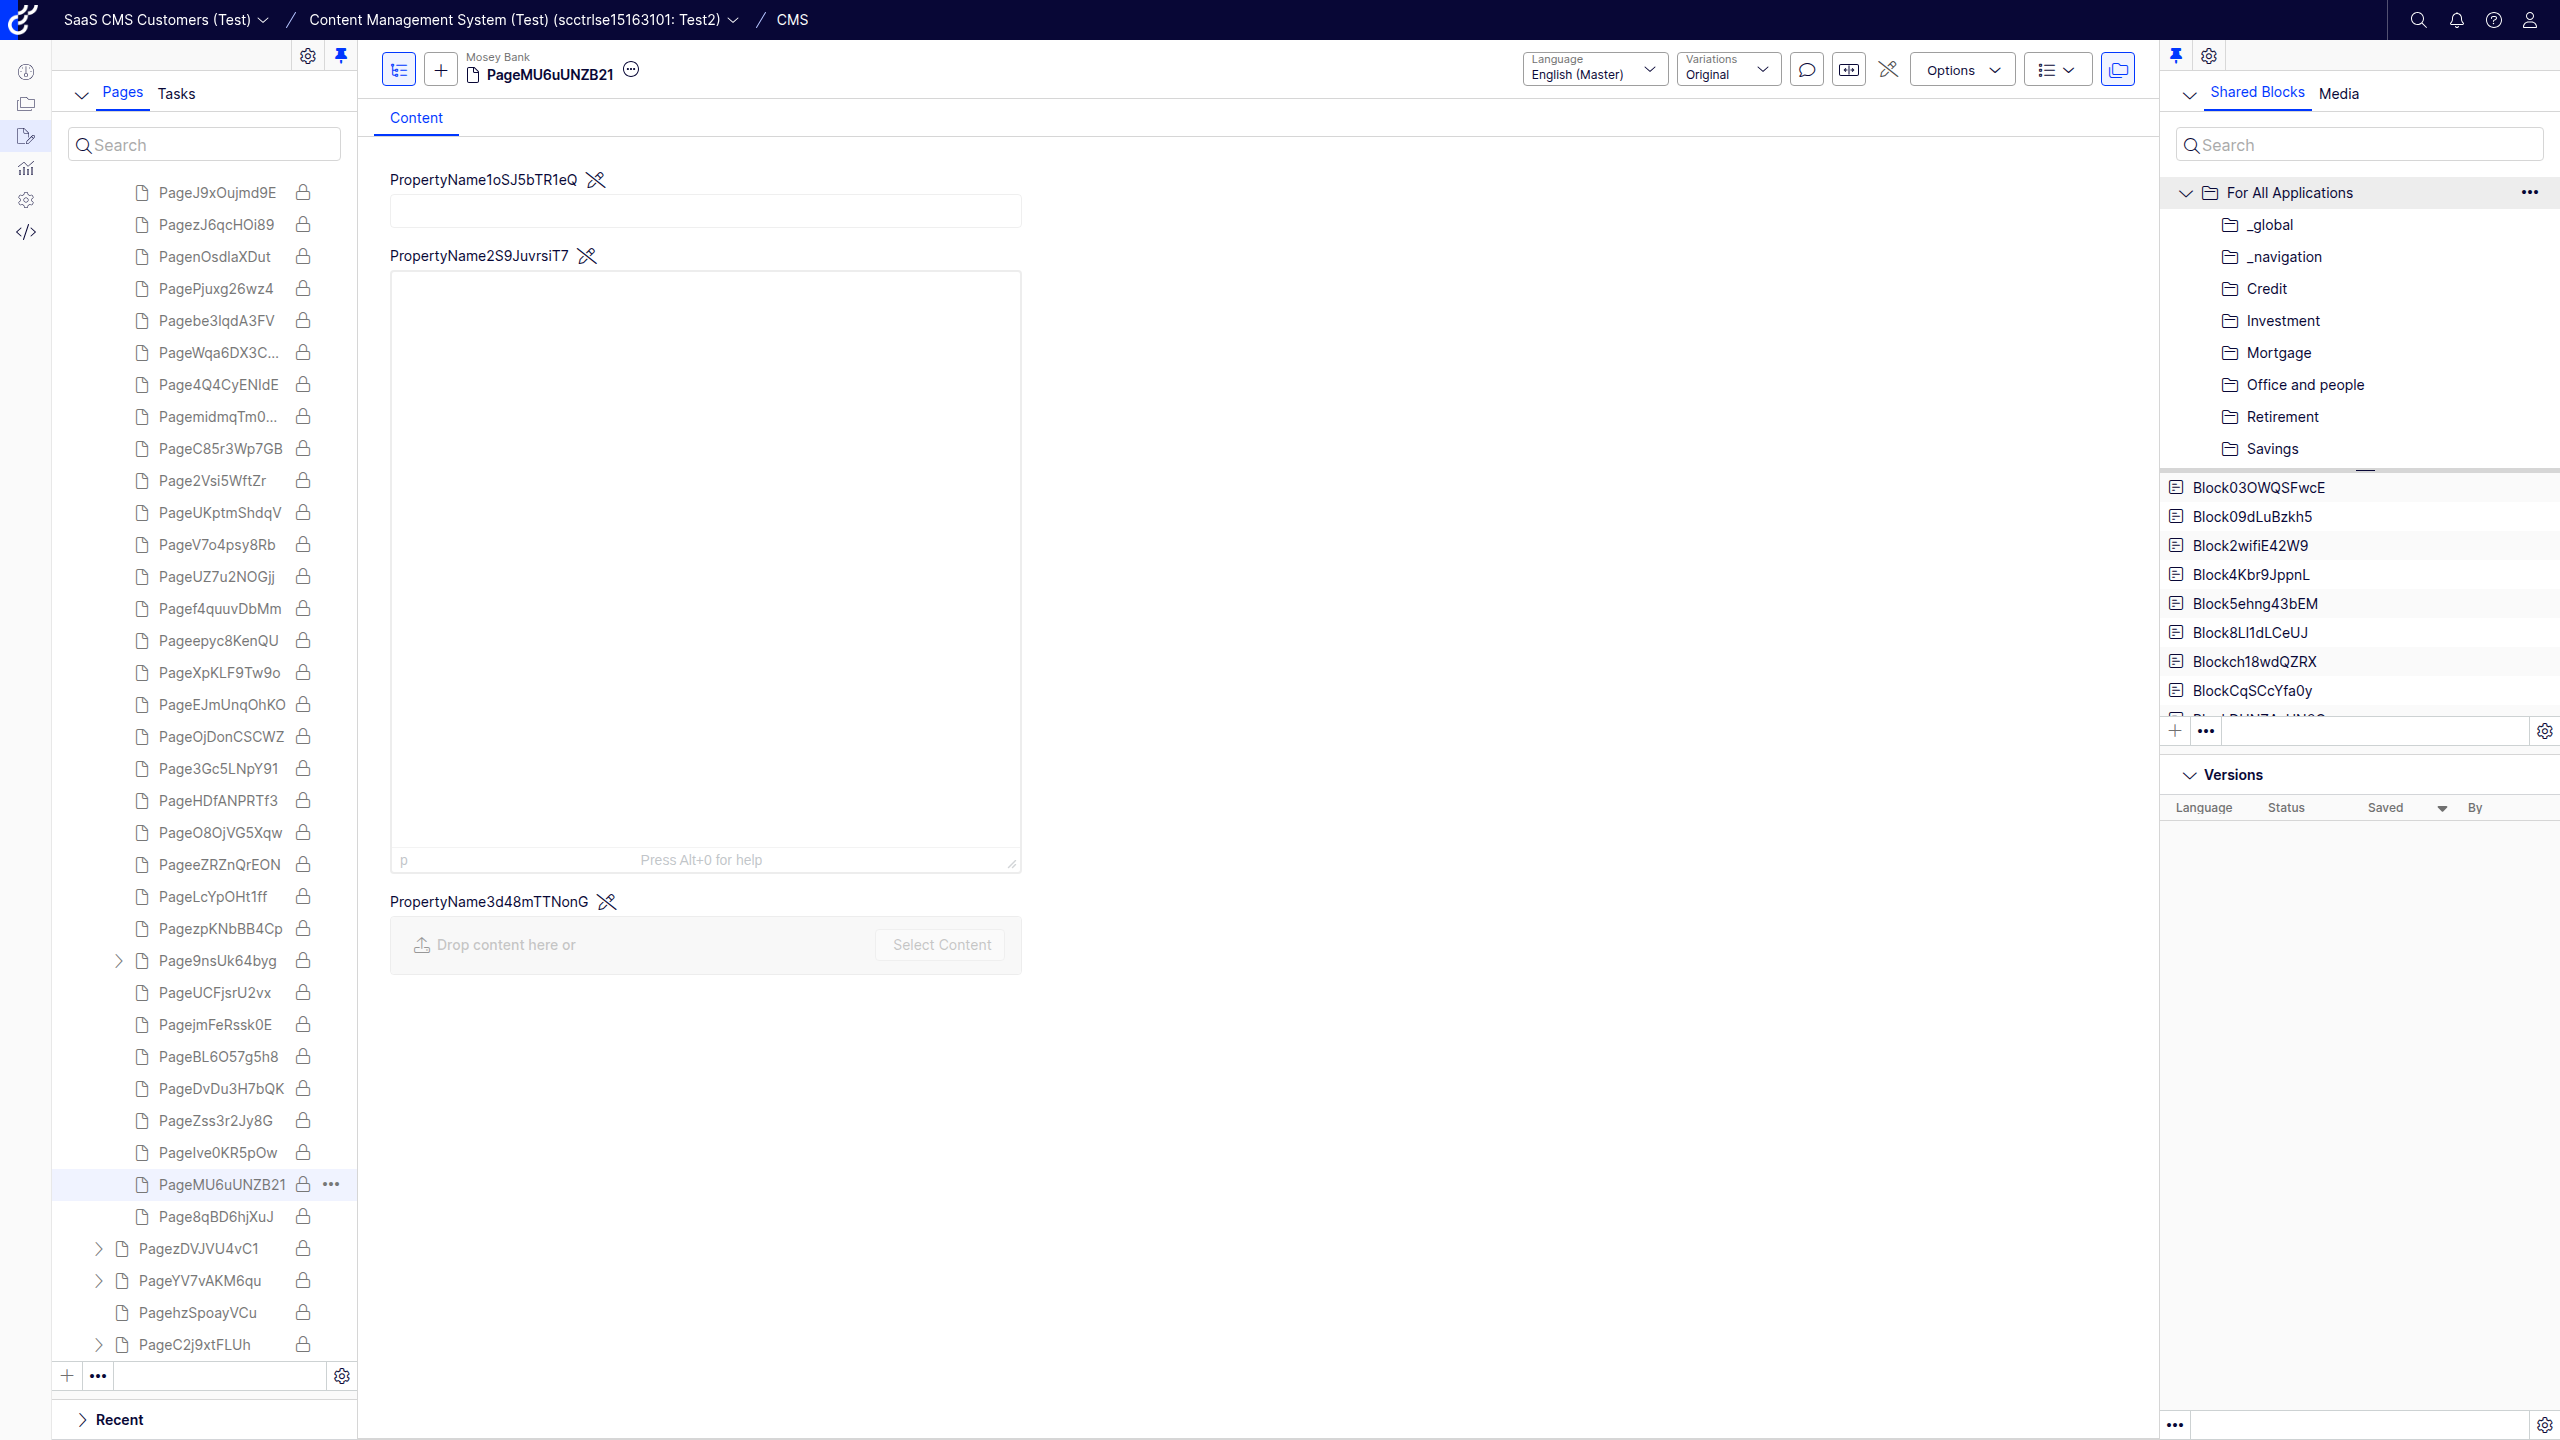 SaaS CMS Customers (Test)
Content Management System (Test) (scctrlse15163101: Test2)
CMS
Pages
Tasks
Search
PageJ9xOujmd9E
PagezJ6qcHOi89
PagenOsdlaXDut
PagePjuxg26wz4
Pagebe3lqdA3FV
PageWqa6DX3C...
Page4Q4CyENIdE
PagemidmqTm0...
PageC85r3Wp7GB
Page2Vsi5WftZr
PageUKptmShdqV
PageV7o4psy8Rb
PageUZ7u2NOGjj
Pagef4quuvDbMm
Pageepyc8KenQU
PageXpKLF9Tw9o
PageEJmUnqOhKO
PageOjDonCSCWZ
Page3Gc5LNpY91
PageHDfANPRTf3
PageO8OjVG5Xqw
PageeZRZnQrEON
PageLcYpOHt1ff
PagezpKNbBB4Cp
Page9nsUk64byg
PageUCFjsrU2vx
PagejmFeRssk0E
PageBL6O57g5h8
PageDvDu3H7bQK
PageZss3r2Jy8G
PageIve0KR5pOw
PageMU6uUNZB21
Page8qBD6hjXuJ
PagezDVJVU4vC1
PageYV7vAKM6qu
PagehzSpoayVCu
PageC2j9xtFLUh
Recent
Mosey Bank
PageMU6uUNZB21
Language
English (Master)
Variations
Original
Options
Content
PropertyName1oSJ5bTR1eQ
PropertyName2S9JuvrsiT7
p
Press Alt+0 for help
PropertyName3d48mTTNonG
Drop content here or
Select Content
Shared Blocks
Media
Search
For All Applications
_global
_navigation
Credit
Investment
Mortgage
Office and people
Retirement
Savings
Block03OWQSFwcE
Block09dLuBzkh5
Block2wifiE42W9
Block4Kbr9JppnL
Block5ehng43bEM
Block8Ll1dLCeUJ
Blockch18wdQZRX
BlockCqSCcYfa0y
Versions
Language
Status
Saved
By